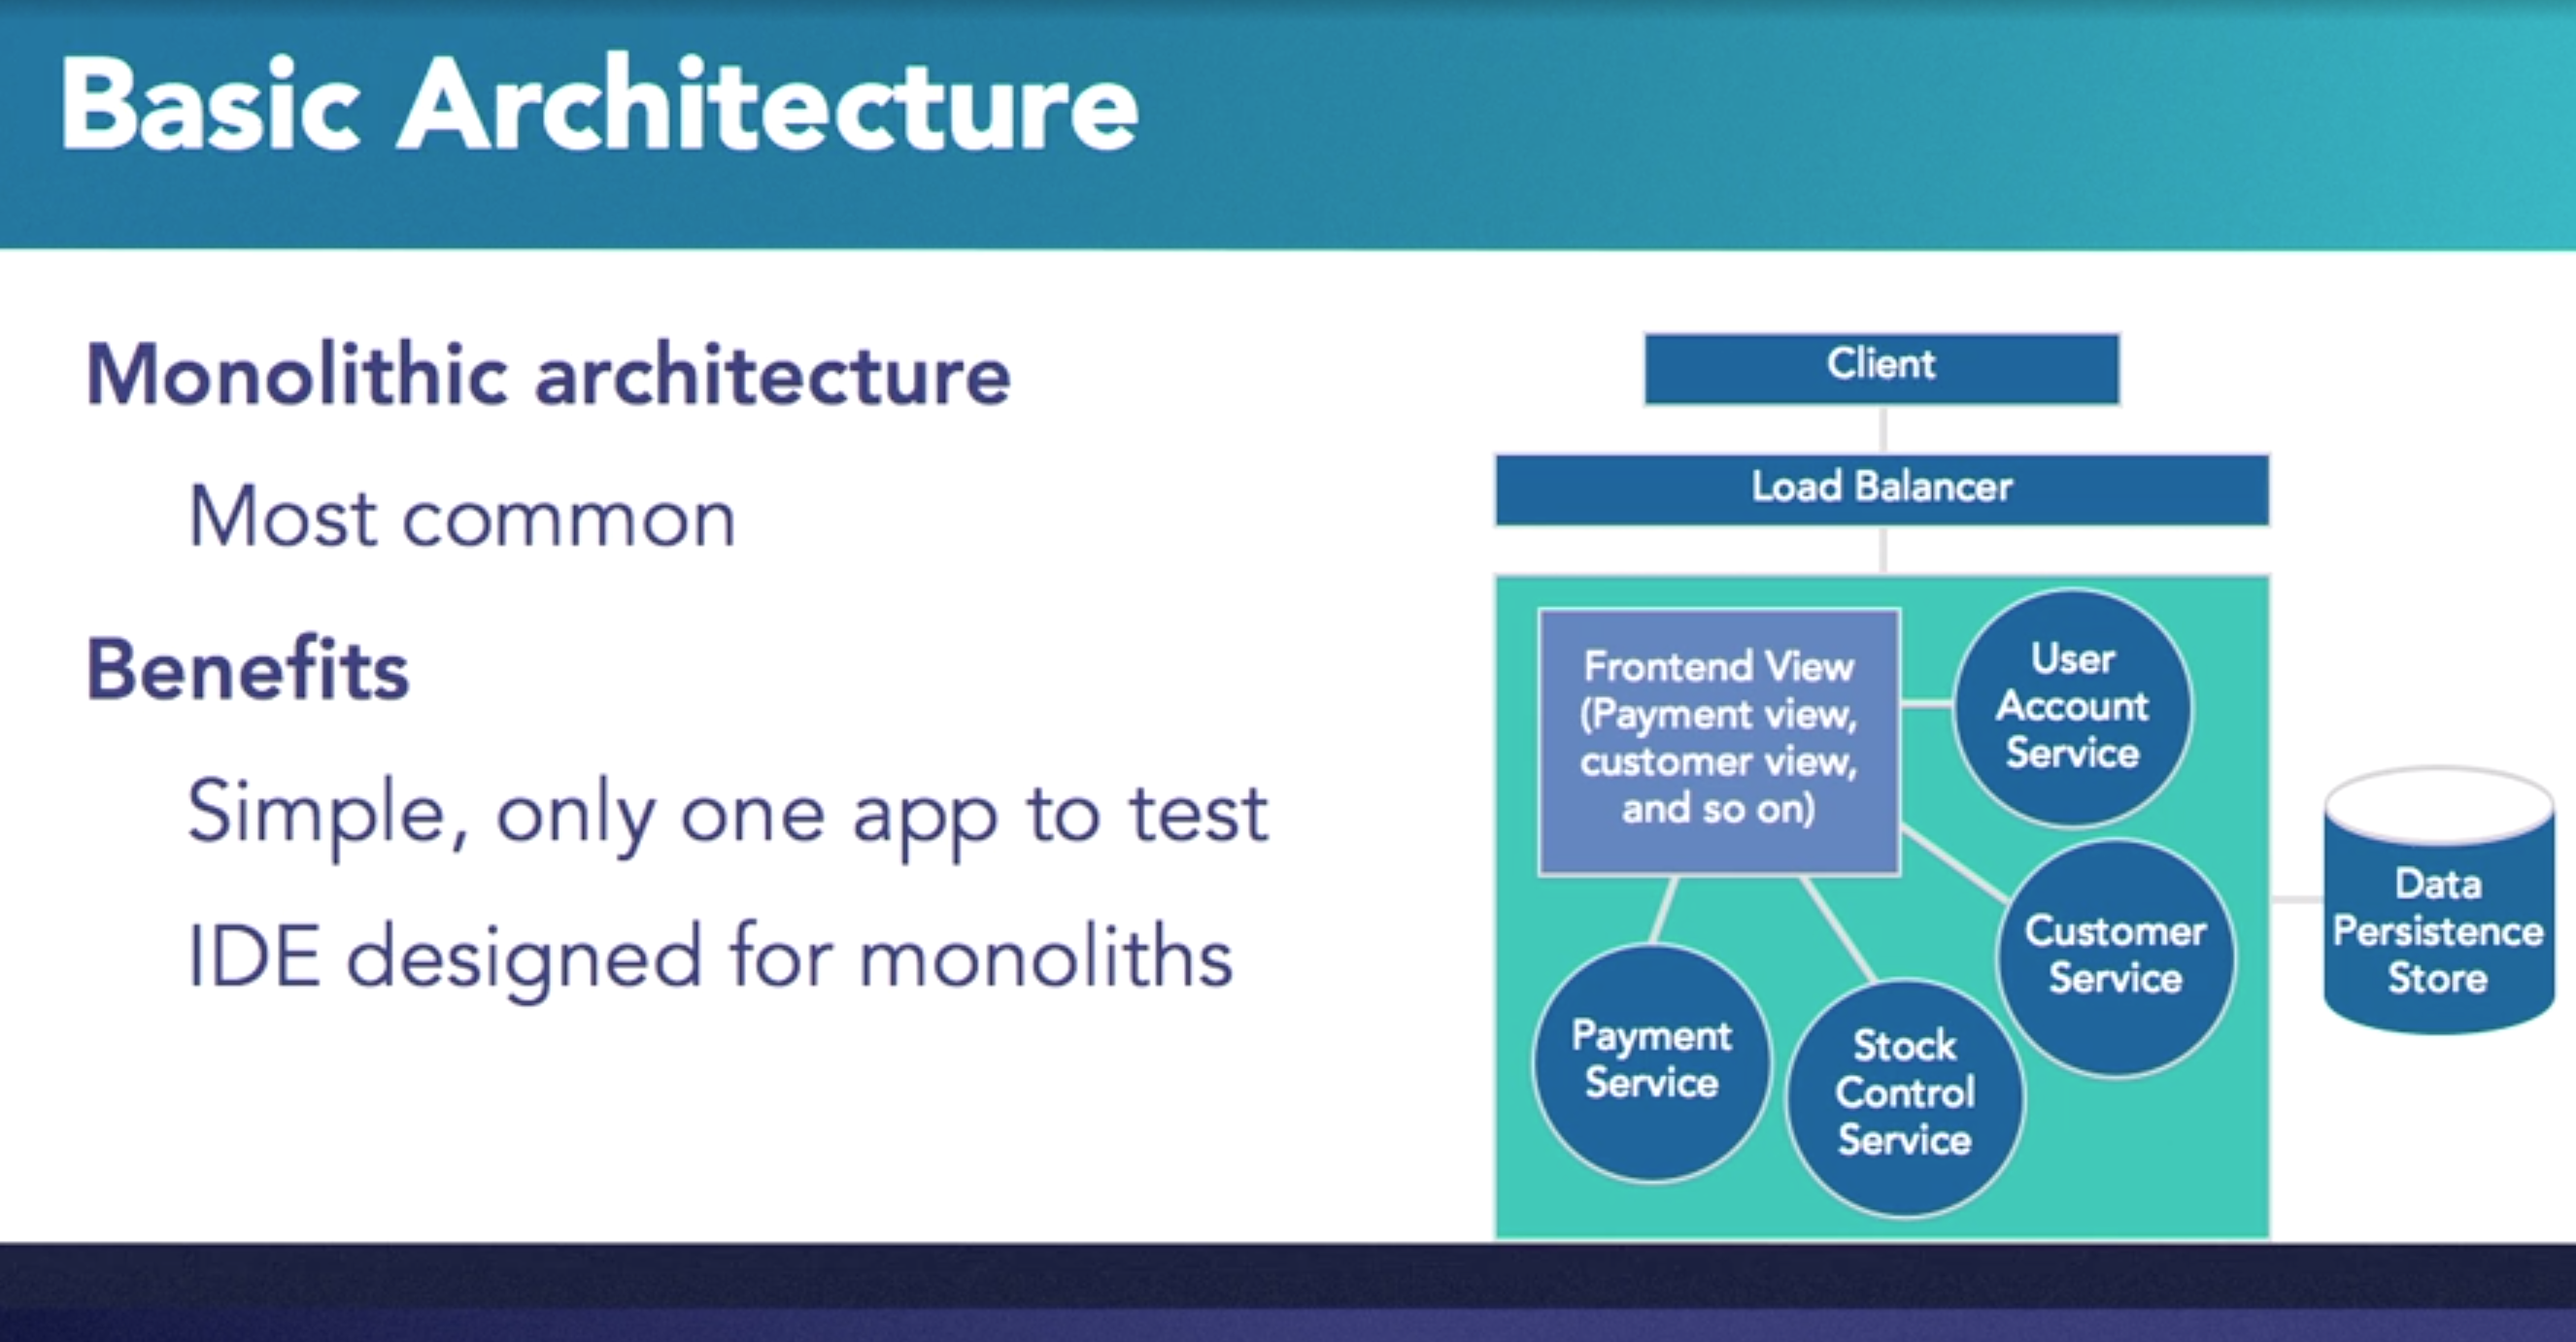 Basic Architecture
Monolithic architecture
Most common
Benefits
Simple, only one app to test
IDE designed for monoliths
Client
Load Balancer
Frontend View
(Payment view,
customer view,
and so on)
User
Account
Service
Customer
Service
Payment
Service
Stock
Control
Service
Data
Persistence
Store